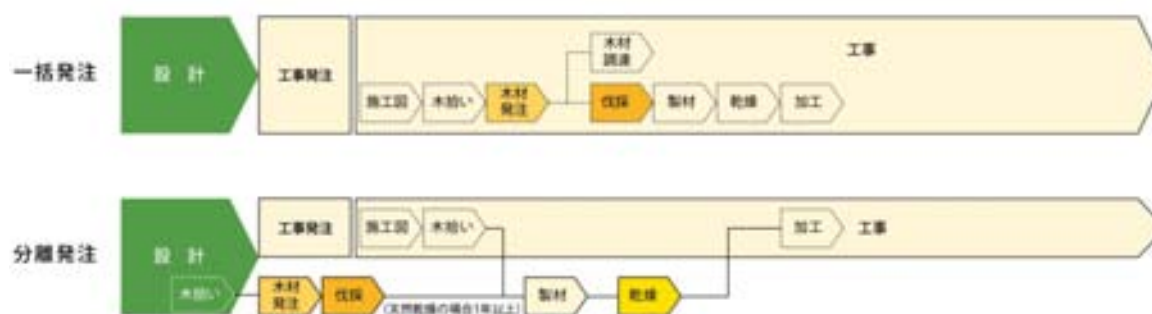 一括発注
設 計
工事発注
工事
木材
調達
施工図
木拾い
木材
発注
伐採
製材
乾燥
加工
分離発注
設 計
工事発注
施工図
木拾い
加工
工事
木拾い
木材
発注
伐採
(天然乾燥の場合1年以上)
製材
乾燥